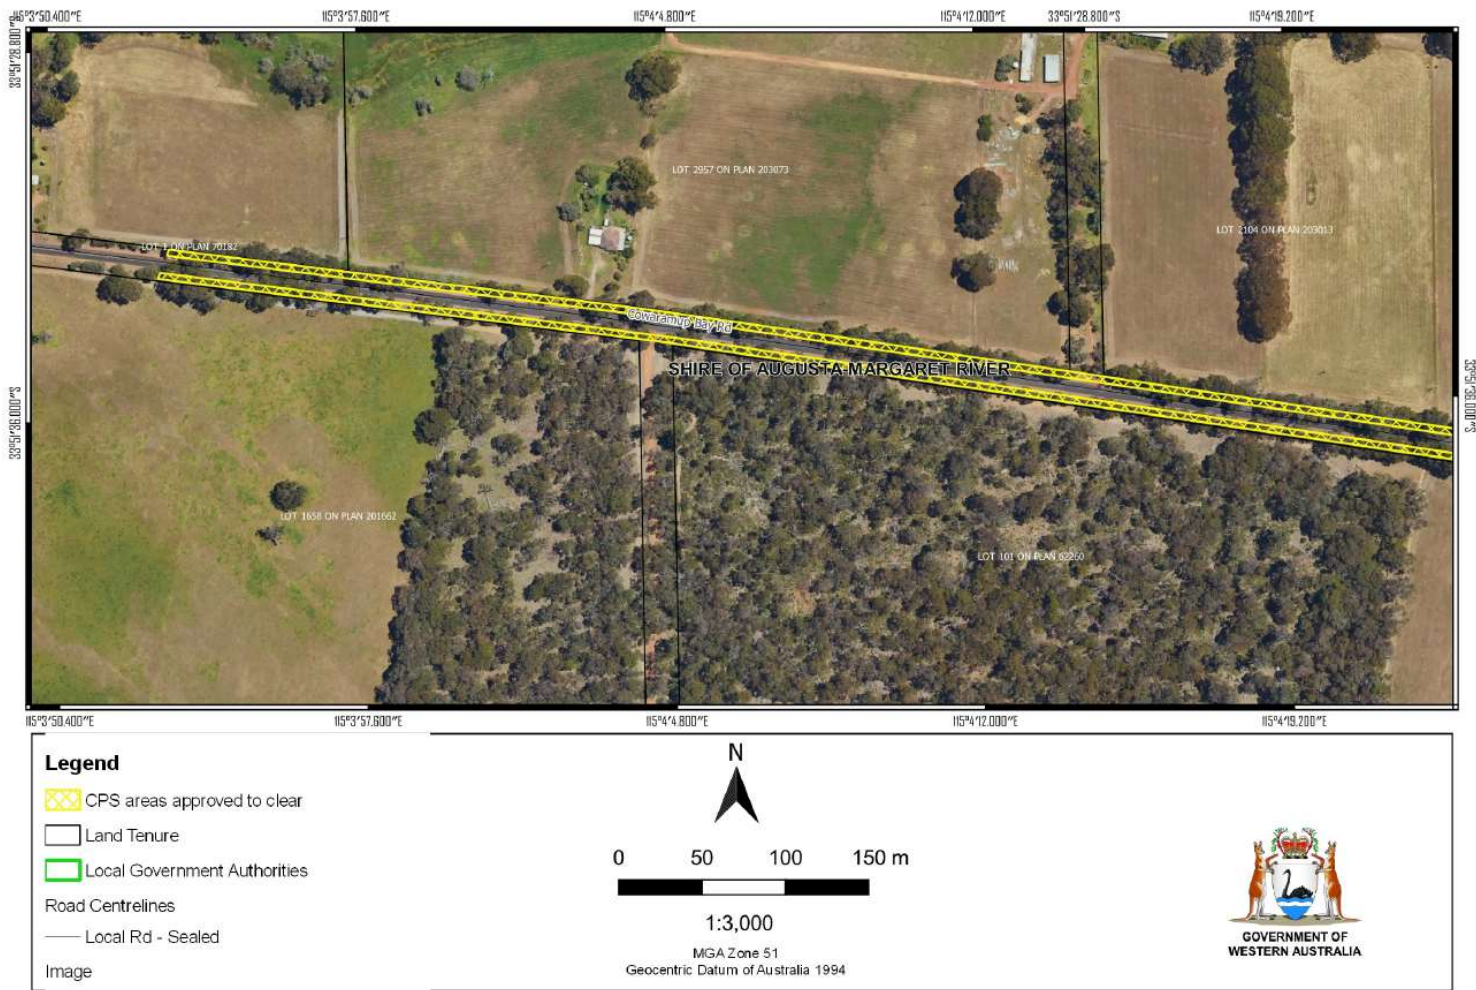 115°3'50.400"E 115°3'57.600"E 115°4'4.800"E 115°4'12.000"E 33°51'28.800"S 115°4'19.200"E
33°51'28.800"S
LOT 2957 ON PLAN 203073
LOT 2104 ON PLAN 203013
LOT 1 ON PLAN 70182
Cowaramup Bay Rd
SHIRE OF AUGUSTA-MARGARET RIVER
33°51'36.000"S
33°51'36.000"S
LOT 1658 ON PLAN 201662
LOT 101 ON PLAN 62260
115°3'50.400"E 115°3'57.600"E 115°4'4.800"E 115°4'12.000"E 115°4'19.200"E
Legend
CPS areas approved to clear
Land Tenure
Local Government Authorities
Road Centrelines
Local Rd - Sealed
Image
N
0 50 100 150 m
1:3,000
MGA Zone 51
Geocentric Datum of Australia 1994
GOVERNMENT OF
WESTERN AUSTRALIA